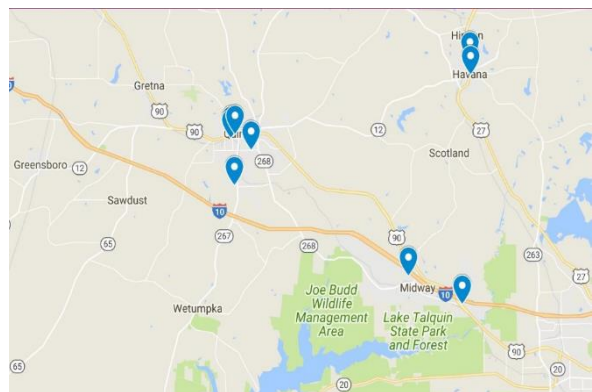 Gretna
Havana
90
90
27
12
Scotland
Greensboro
12
268
Sawdust
10
65
267
268
90
263
27
Midway
10
Joe Budd
Wildlife
Management
Area
Lake Talquin
State Park
and Forest
Wetumpka
90
65
20
20